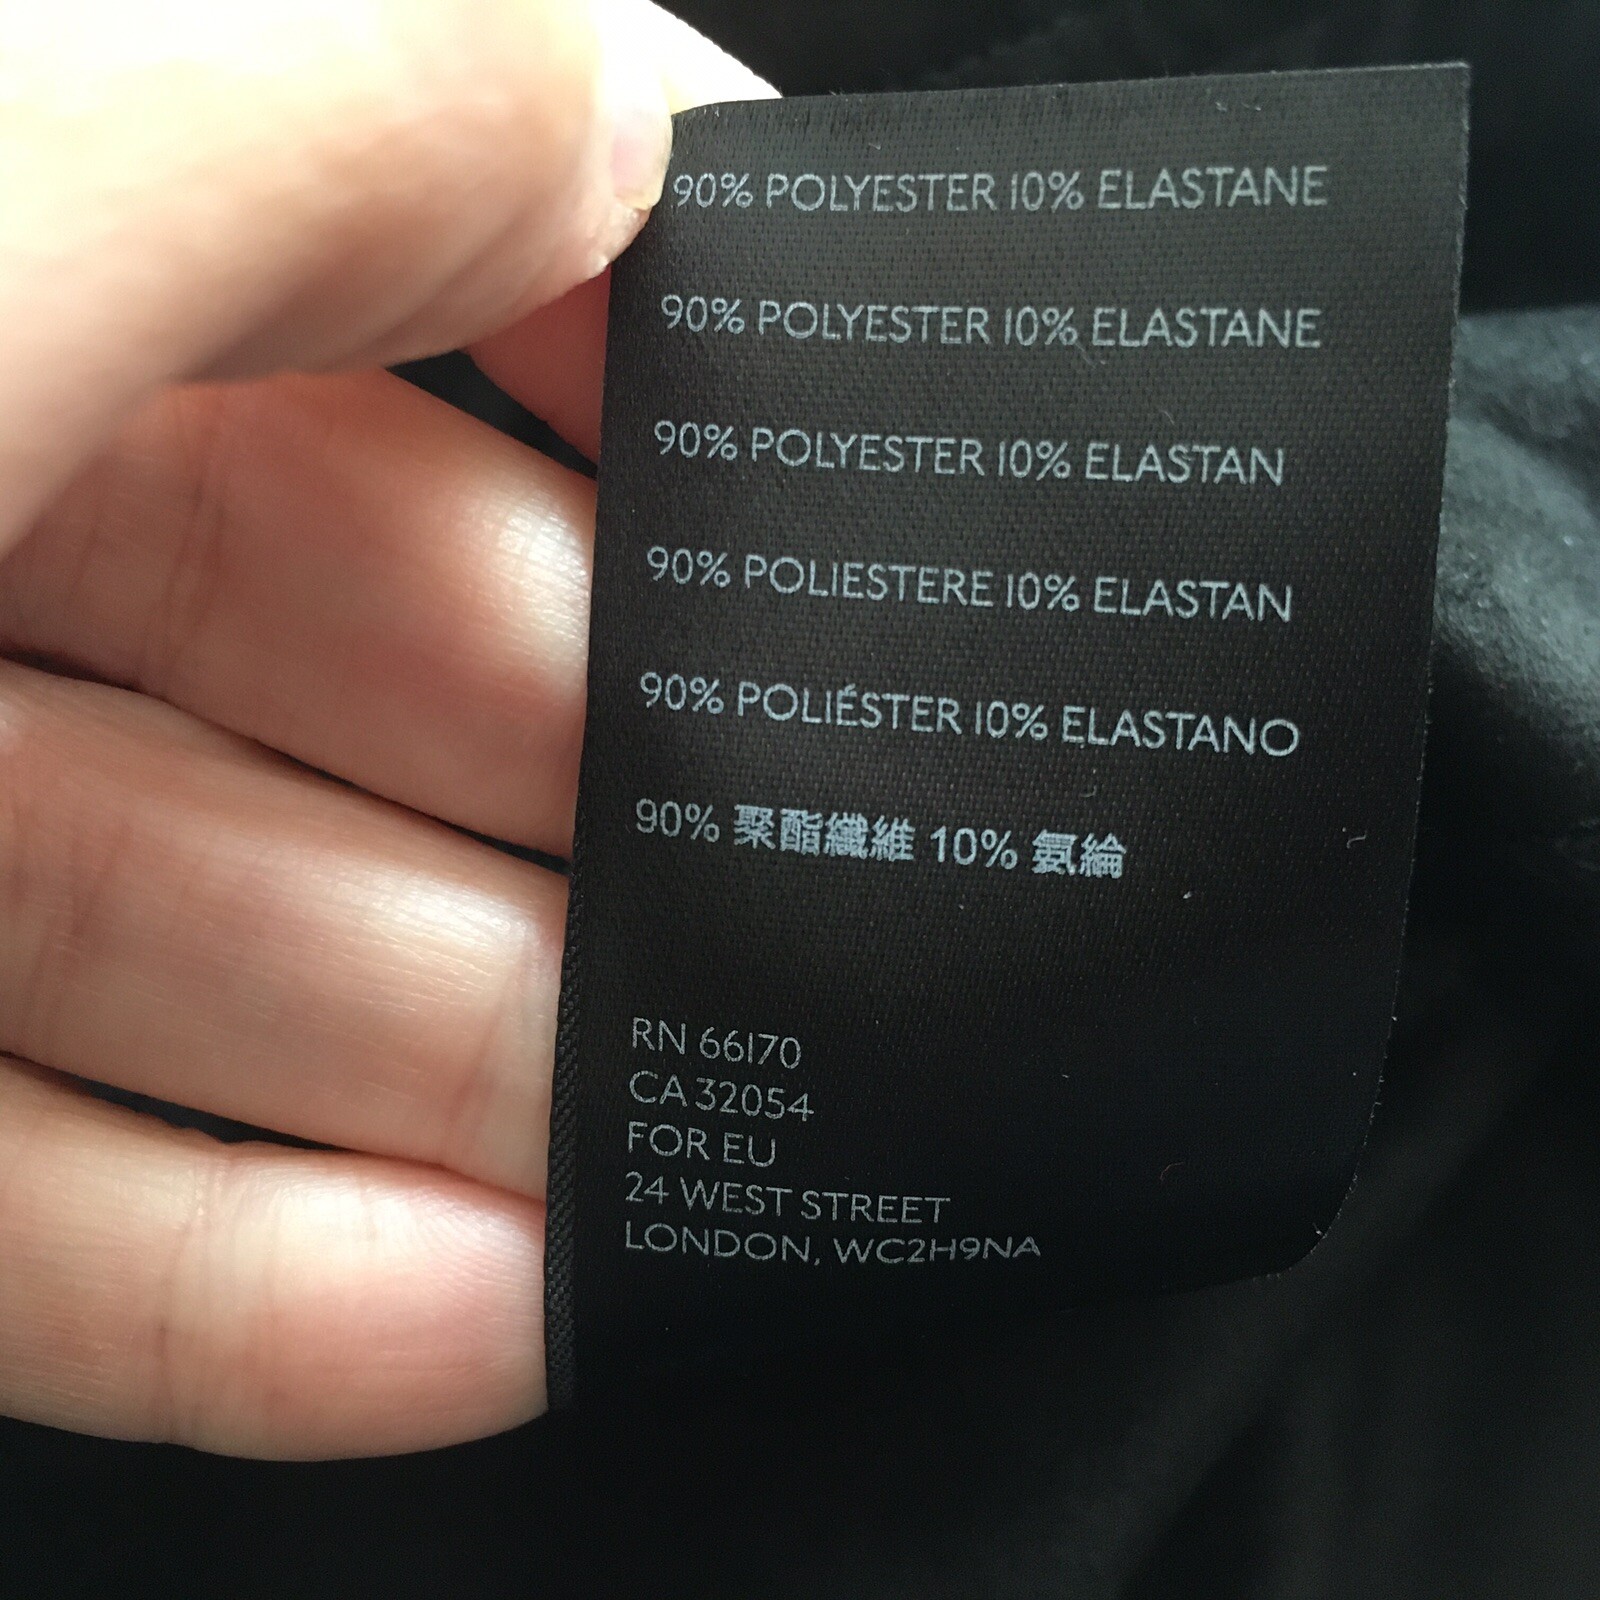 90% POLYESTER 10% ELASTANE
90% POLYESTER 10% ELASTANE
90% POLYESTER 10% ELASTAN
90% POLIESTERE 10% ELASTAN
90% POLIÉSTER 10% ELASTANO
90% 聚酯纖維 10% 氨綸
RN 66170
CA 32054
FOR EU
24 WEST STREET
LONDON, WC2H9NA